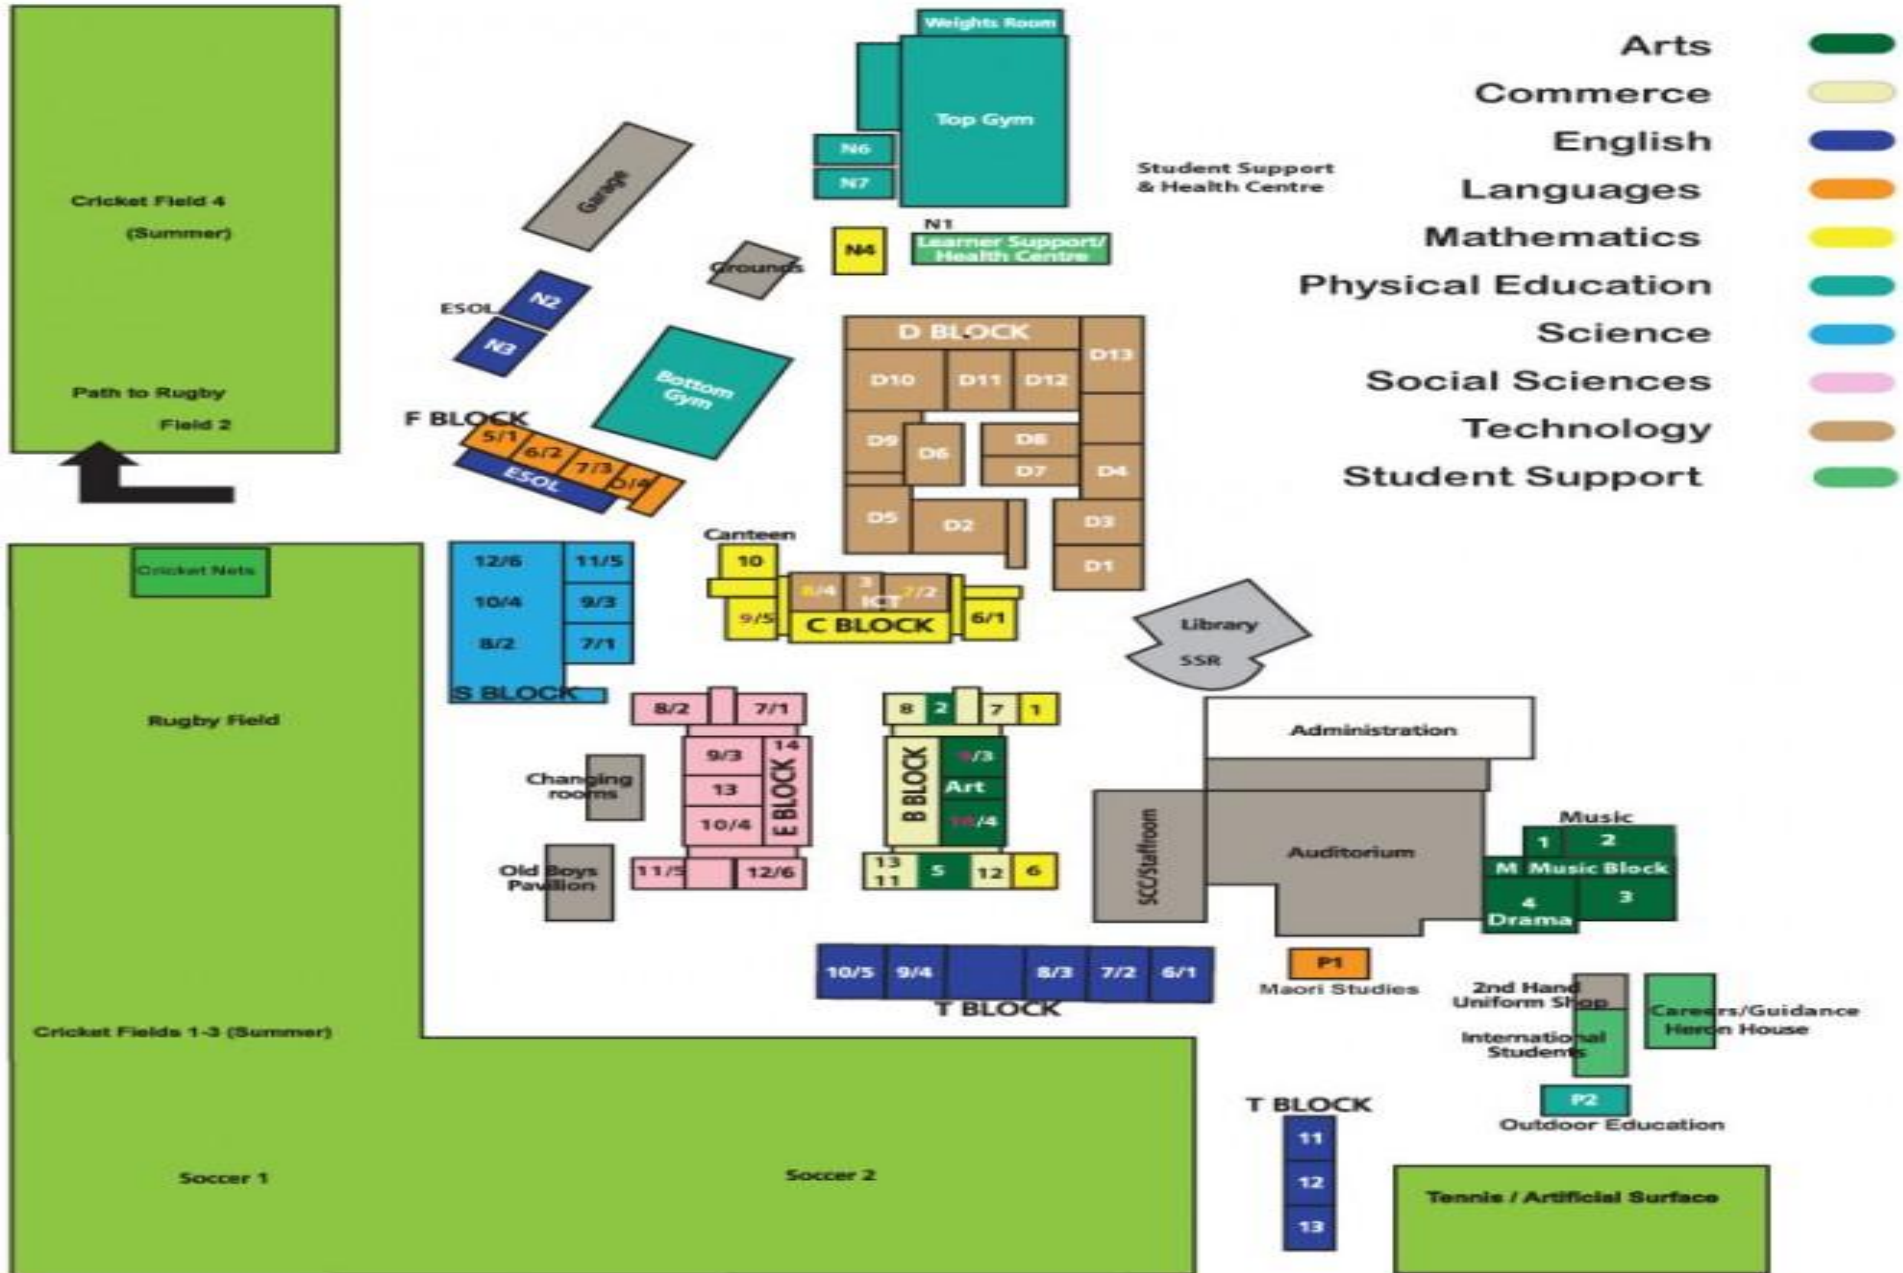 Weights Room
Top Gym
N6
N7
Student Support
& Health Centre
N1
Learner Support/
Health Centre
N4
Garage
Grounds
Cricket Field 4
(Summer)
Path to Rugby
Field 2
ESOL
N2
N3
Bottom
Gym
F BLOCK
5/1
6/2
7/3
ESOL
D BLOCK
D10
D11
D12
D13
D9
D6
D8
D7
D4
D5
D2
D3
D1
Arts
Commerce
English
Languages
Mathematics
Physical Education
Science
Social Sciences
Technology
Student Support
Canteen
10
8/4
3
7/2
ICT
9/5
C BLOCK
6/1
Cricket Nets
12/6
11/5
10/4
9/3
8/2
7/1
S BLOCK
Library
SSR
Rugby Field
8/2
7/1
9/3
14
13
10/4
E BLOCK
11/5
12/6
8
2
7
1
B BLOCK
9/3
Art
10/4
13
11
5
12
6
Changing
rooms
Old Boys
Pavilion
Administration
SCC/Staffroom
Auditorium
Music
1
2
M Music Block
4
3
Drama
10/5
9/4
8/3
7/2
6/1
T BLOCK
P1
Maori Studies
2nd Hand
Uniform Shop
International
Students
Careers/Guidance
Heron House
P2
Outdoor Education
Cricket Fields 1-3 (Summer)
Soccer 1
Soccer 2
T BLOCK
11
12
13
Tennis / Artificial Surface